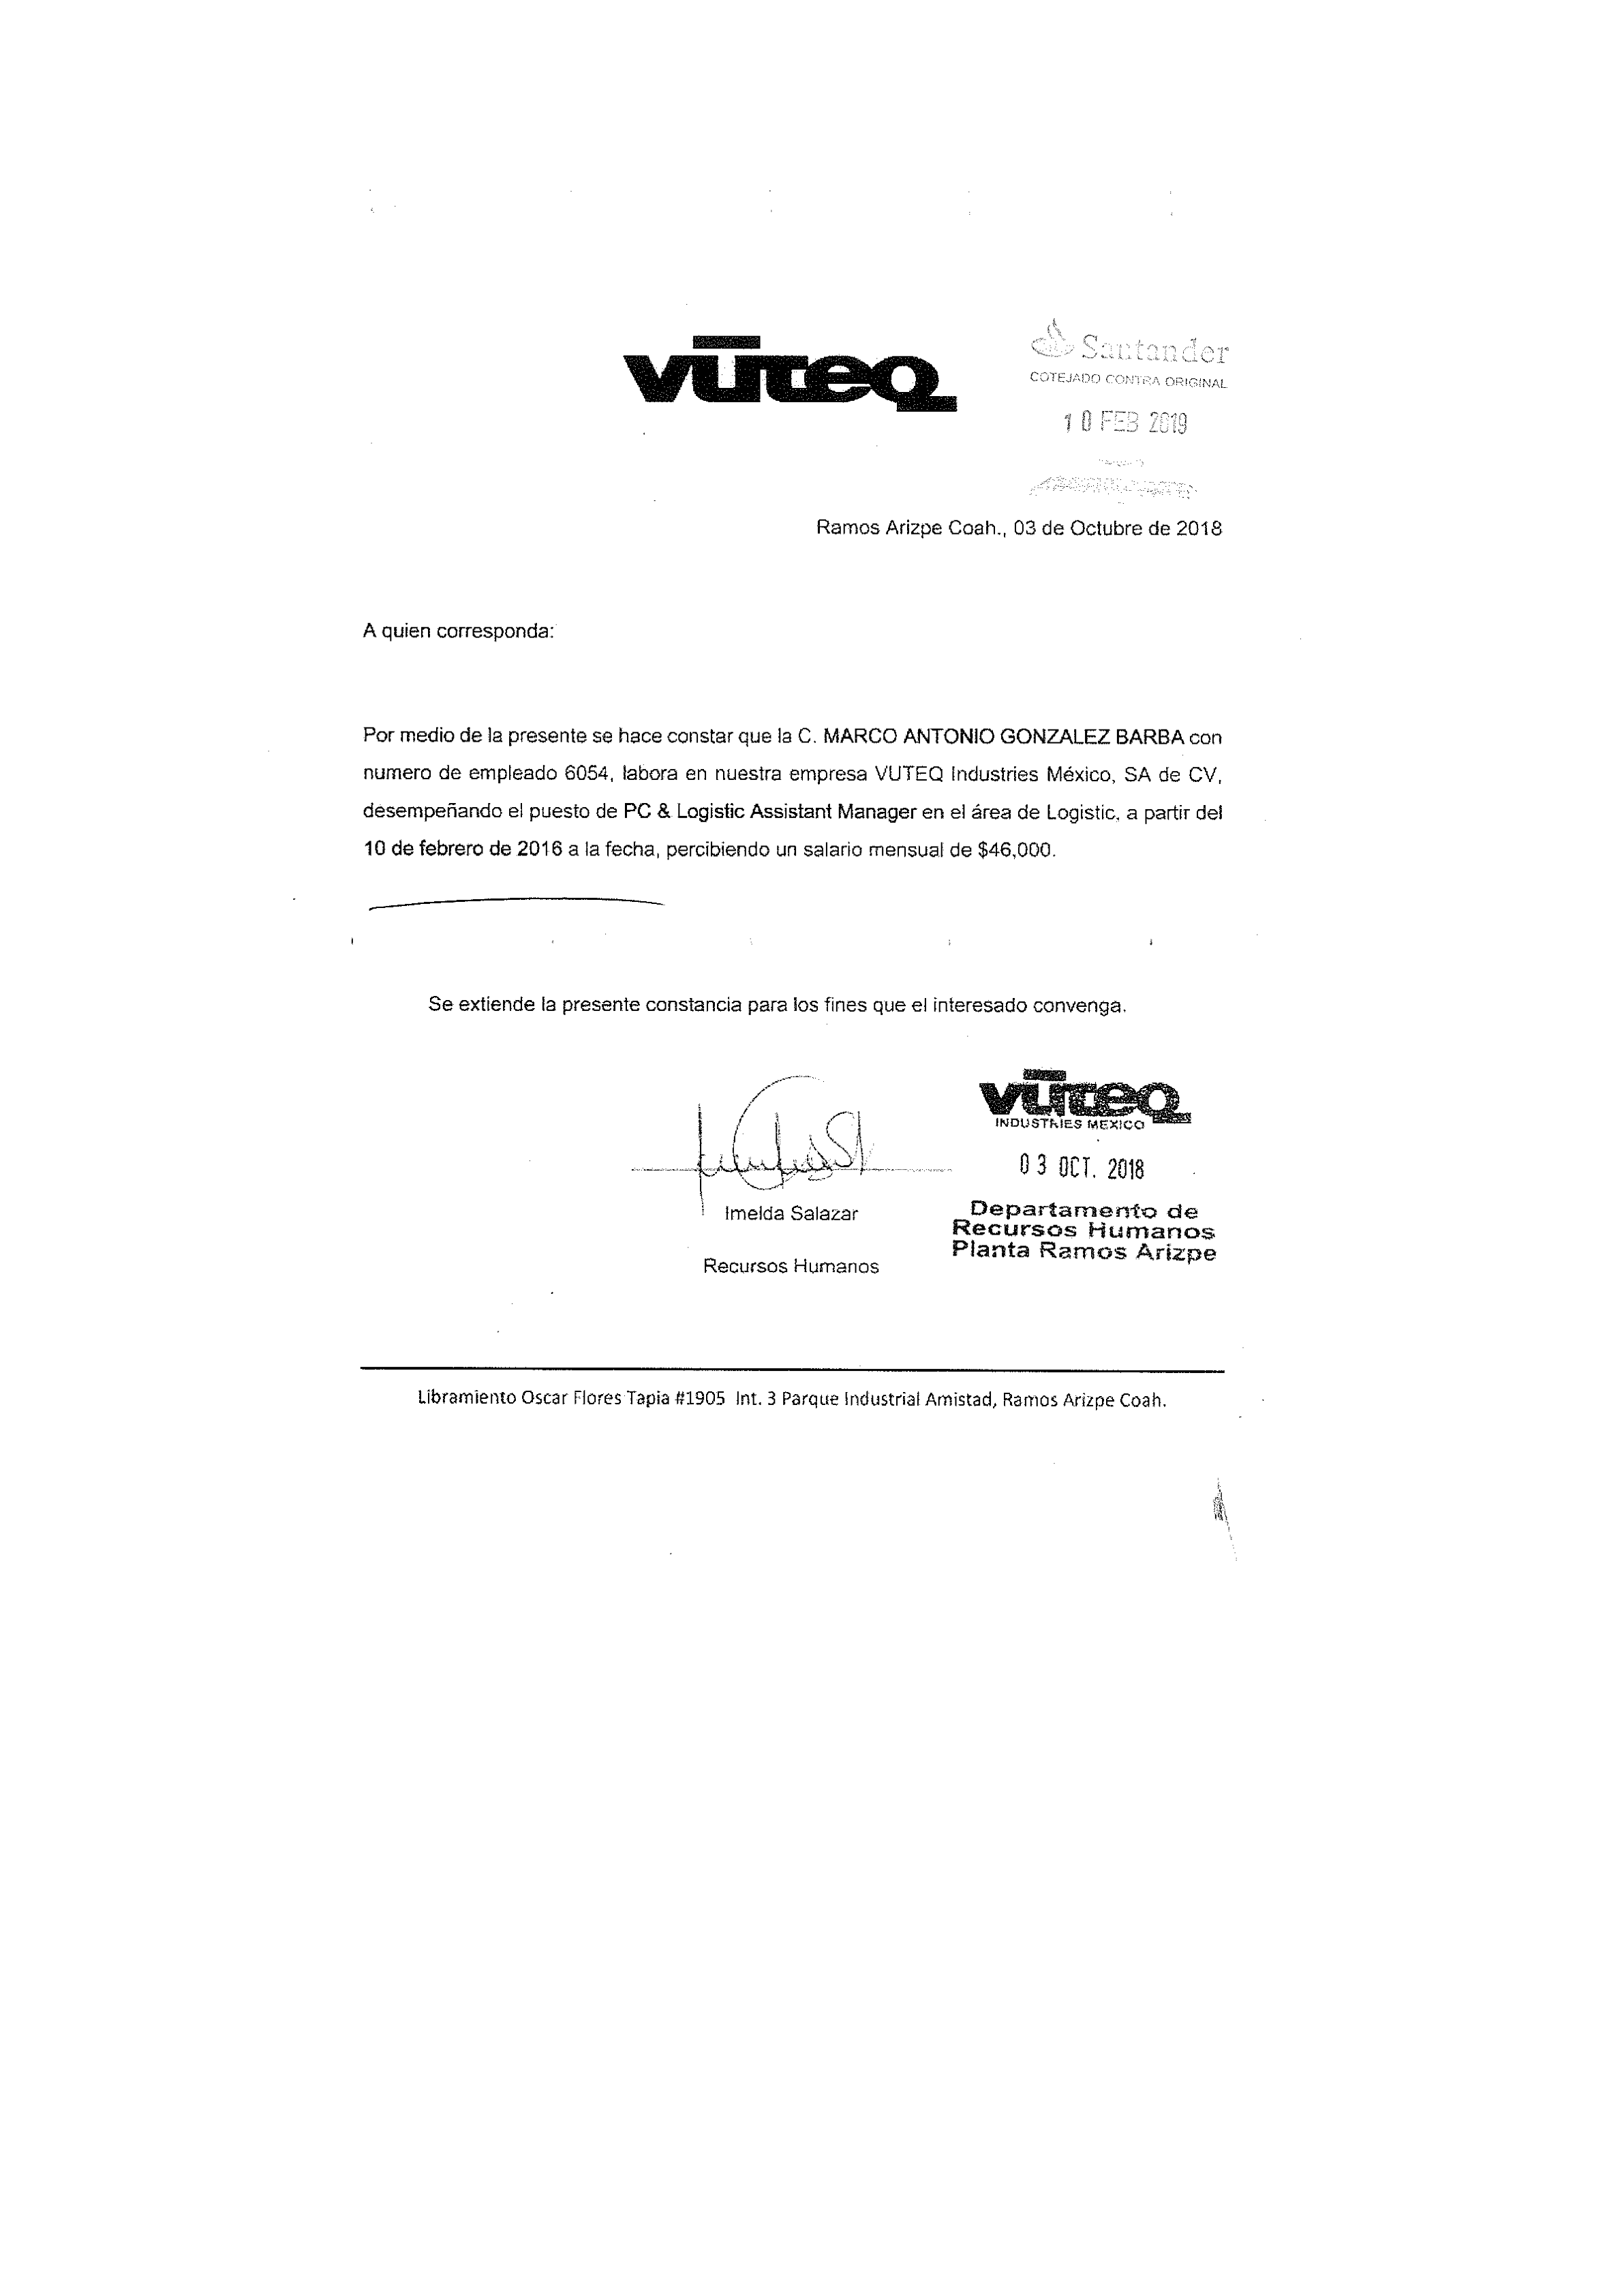 vūteq
Santander
COTEJADO CONTRA ORIGINAL
10 FEB 2019
Ramos Arizpe Coah., 03 de Octubre de 2018
A quien corresponda:
Por medio de la presente se hace constar que la C. MARCO ANTONIO GONZALEZ BARBA con
numero de empleado 6054, labora en nuestra empresa VUTEQ Industries México, SA de CV,
desempeñando el puesto de PC & Logistic Assistant Manager en el área de Logistic, a partir del
10 de febrero de 2016 a la fecha, percibiendo un salario mensual de $46,000.
Se extiende la presente constancia para los fines que el interesado convenga.
vūteq
INDUSTRIES MEXICO
03 OCT. 2018
Departamento de
Recursos Humanos
Planta Ramos Arizpe
Imelda Salazar
Recursos Humanos
Libramiento Oscar Flores Tapia #1905 Int. 3 Parque Industrial Amistad, Ramos Arizpe Coah.